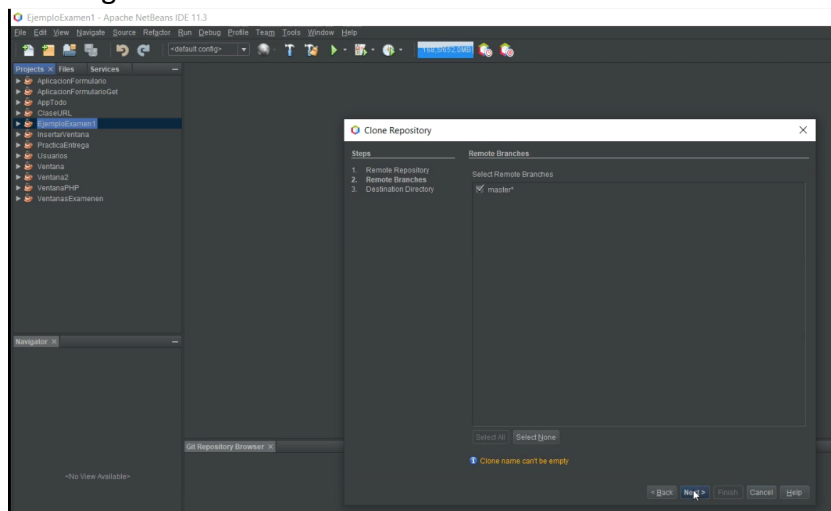 EjemploExamen1 - Apache NetBeans IDE 11.3
File Edit View Navigate Source Refactor Run Debug Profile Team Tools Window Help
<default config>
Projects Files Services
AplicacionFormulario
AplicacionFormularioGet
AppTodo
ClaseURL
EjemploExamen1
InsertarVentana
PracticaEntrega
Usuarios
Ventana
Ventana2
VentanaPHP
VentanasExamenen
Navigator
<No View Available>
Git Repository Browser
Clone Repository
Steps
1. Remote Repository
2. Remote Branches
3. Destination Directory
Remote Branches
Select Remote Branches
master*
Select All Select None
Clone name can't be empty
< Back Next > Finish Cancel Help